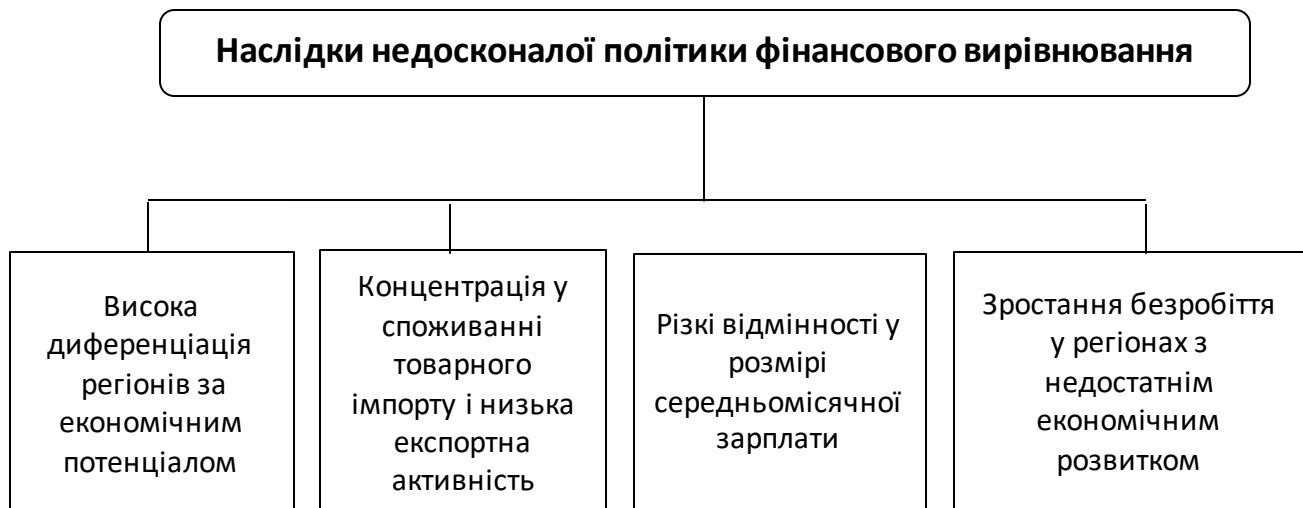 Наслідки недосконалої політики фінансового вирівнювання
Висока
диференціація
регіонів за
економічним
потенціалом
Концентрація у
споживанні
товарного
імпорту і низька
експортна
активність
Різкі відмінності у
розмірі
середньомісячної
зарплати
Зростання безробіття
у регіонах з
недостатнім
економічним
розвитком